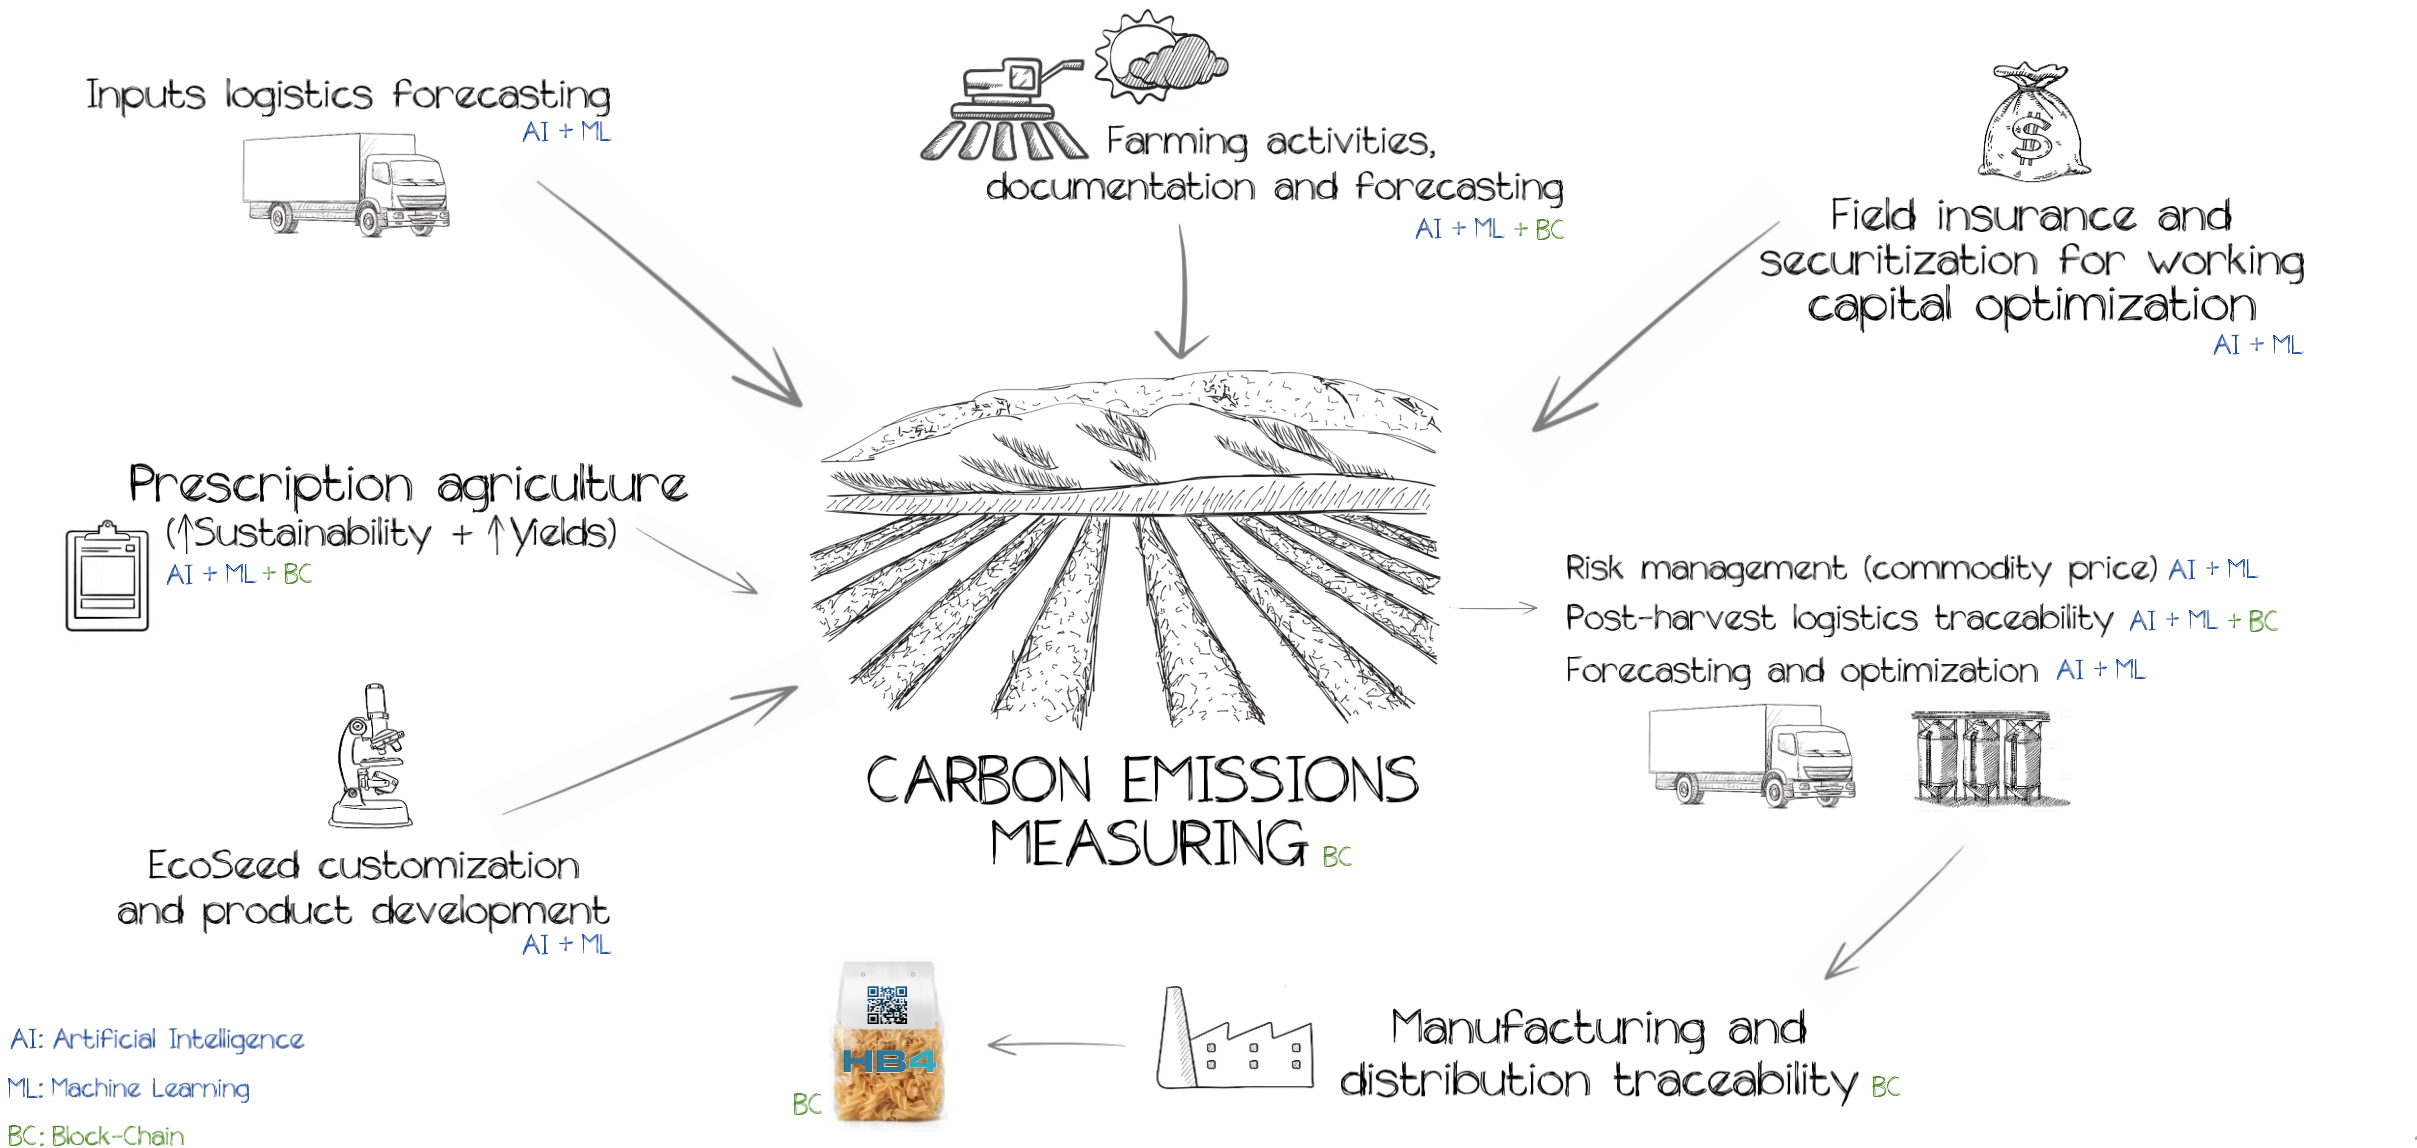 Inputs logistics forecasting
AI + ML
Farming activities,
documentation and forecasting
AI + ML + BC
Field insurance and
securitization for working
capital optimization
AI + ML
Prescription agriculture
(↑Sustainability + ↑Yields)
AI + ML + BC
Risk management (commodity price) AI + ML
Post-harvest logistics traceability AI + ML + BC
Forecasting and optimization AI + ML
CARBON EMISSIONS
MEASURING BC
EcoSeed customization
and product development
AI + ML
HB4
BC
Manufacturing and
distribution traceability BC
AI: Artificial Intelligence
ML: Machine Learning
BC: Block-Chain